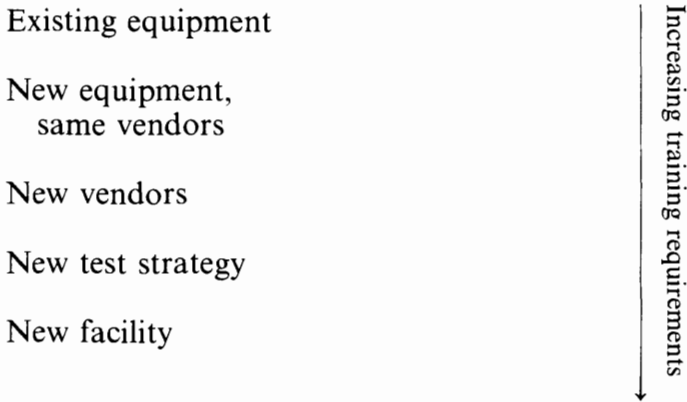 Existing equipment
New equipment,
same vendors
New vendors
New test strategy
New facility
Increasing training requirements